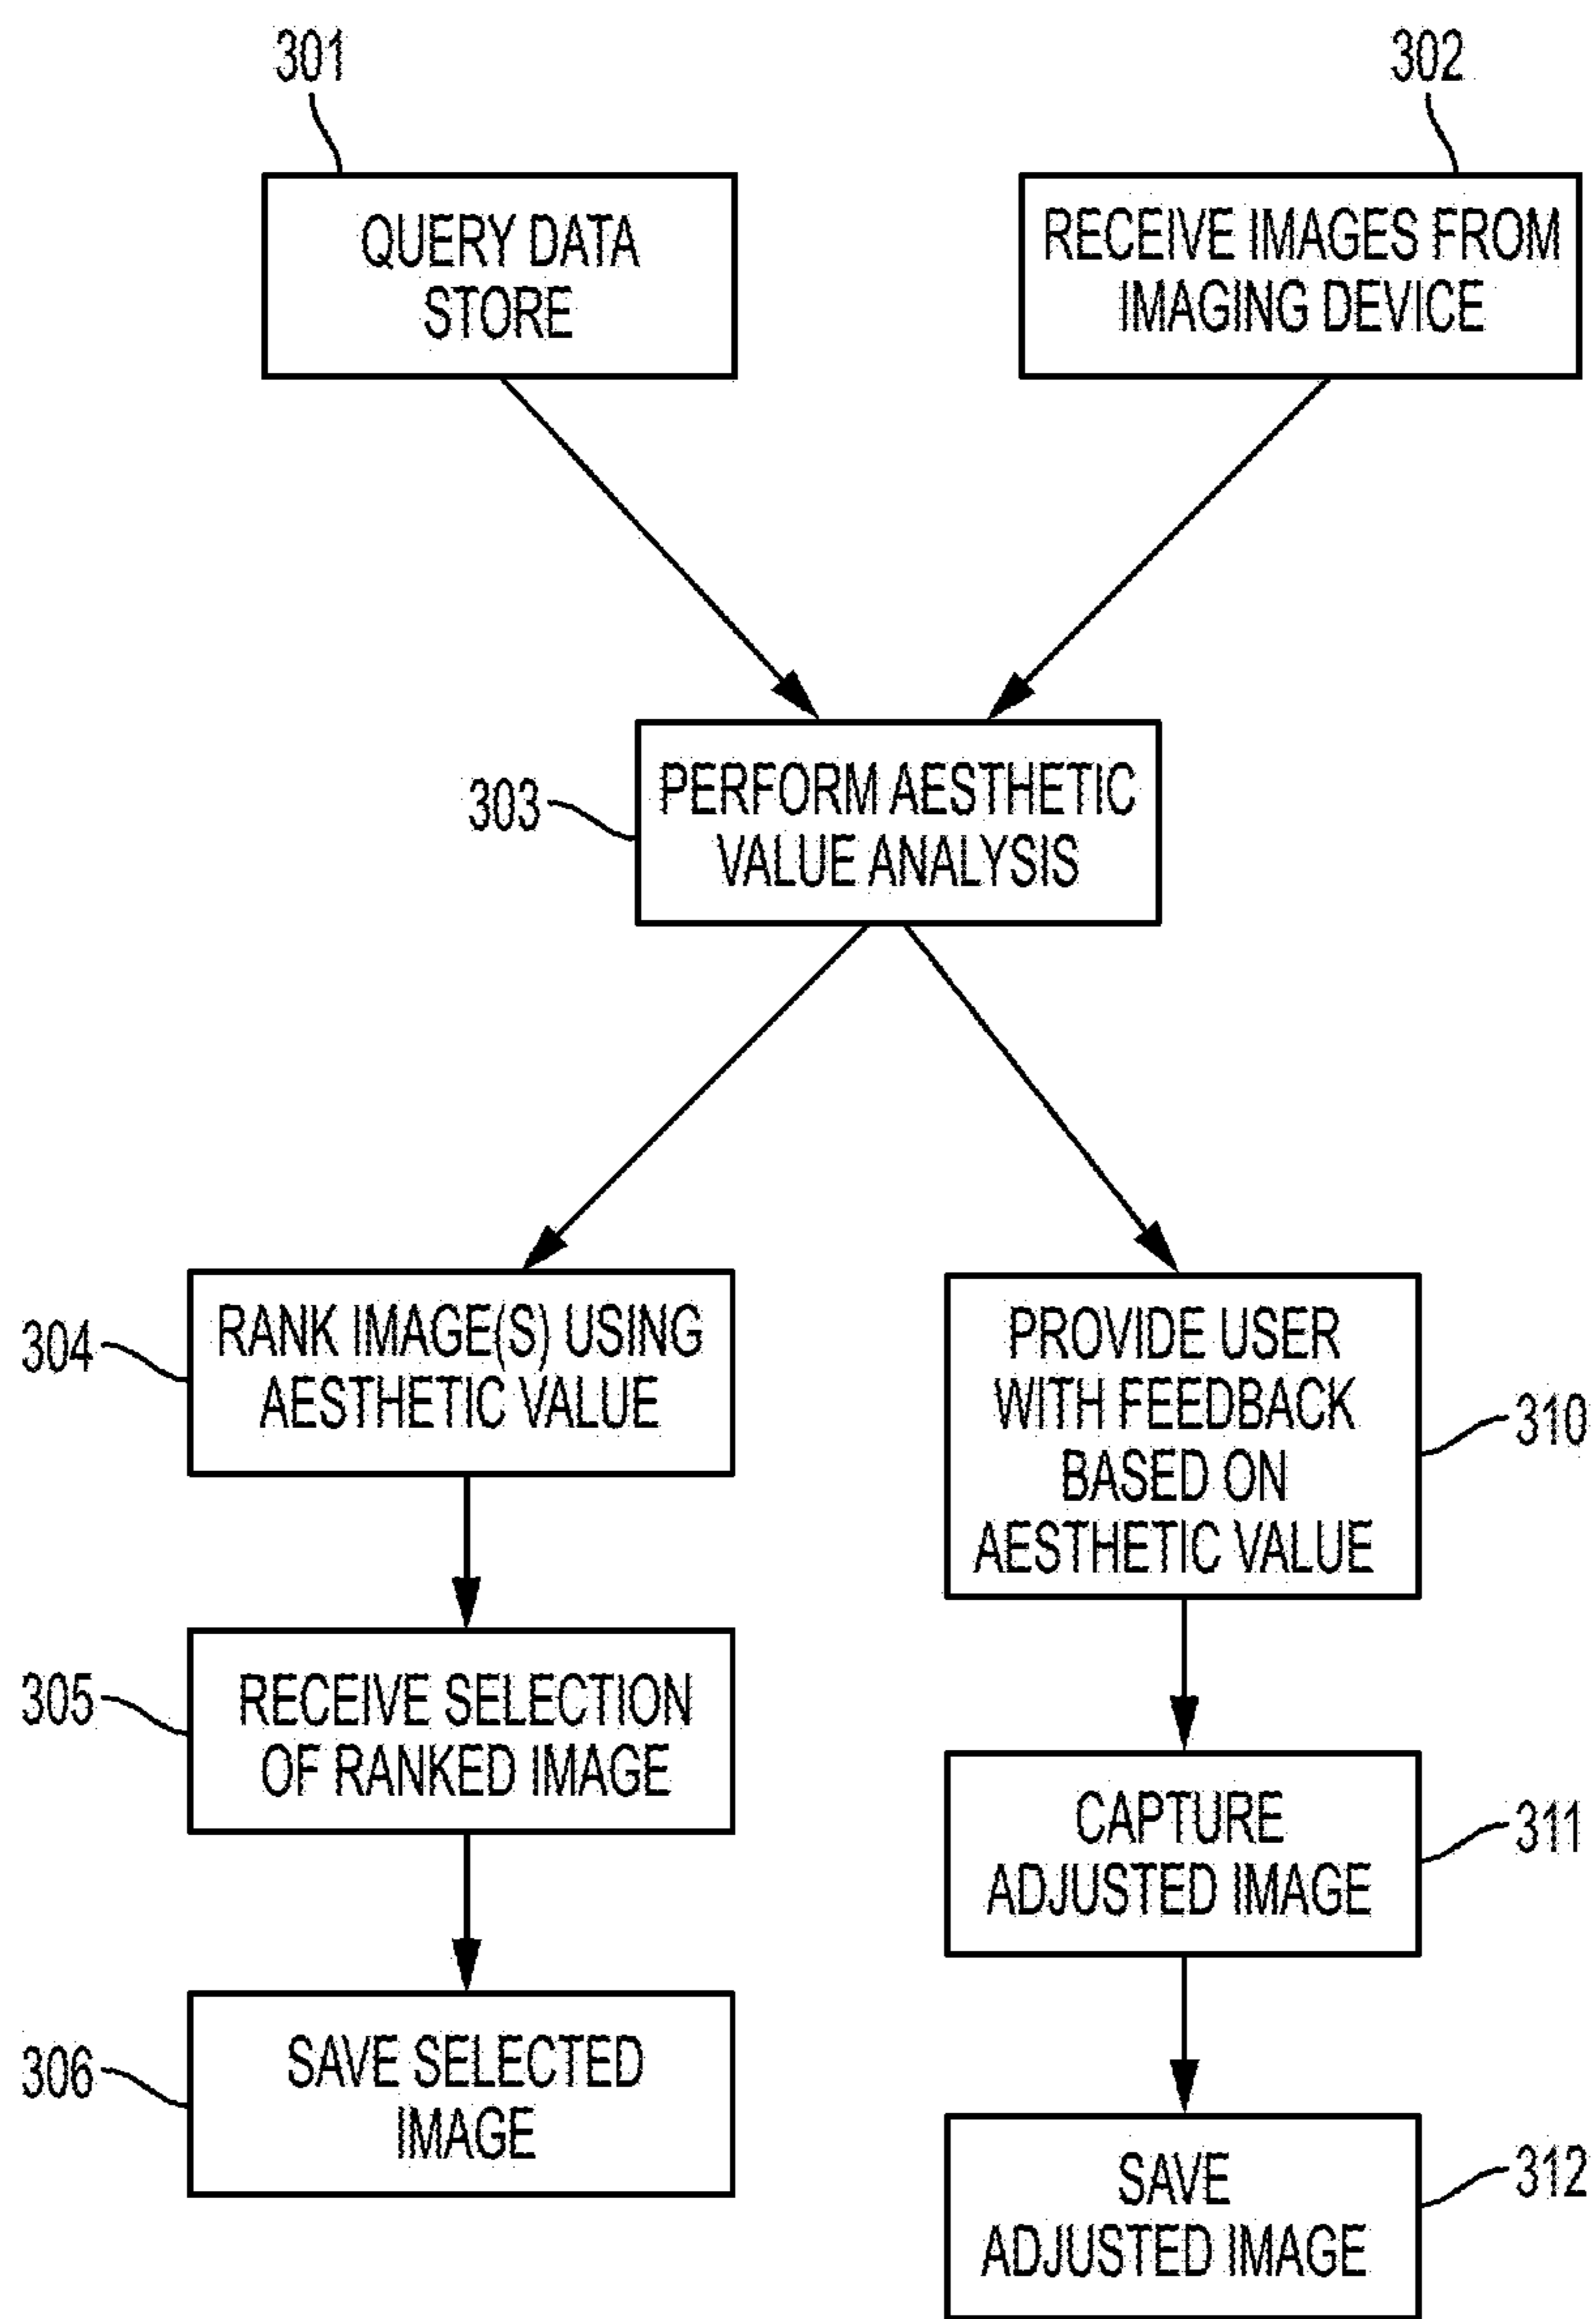 301
302
QUERY DATA
STORE
RECEIVE IMAGES FROM
IMAGING DEVICE
303
PERFORM AESTHETIC
VALUE ANALYSIS
304
RANK IMAGE(S) USING
AESTHETIC VALUE
PROVIDE USER
WITH FEEDBACK
BASED ON
AESTHETIC VALUE
310
305
RECEIVE SELECTION
OF RANKED IMAGE
CAPTURE
ADJUSTED IMAGE
311
306
SAVE SELECTED
IMAGE
SAVE
ADJUSTED IMAGE
312